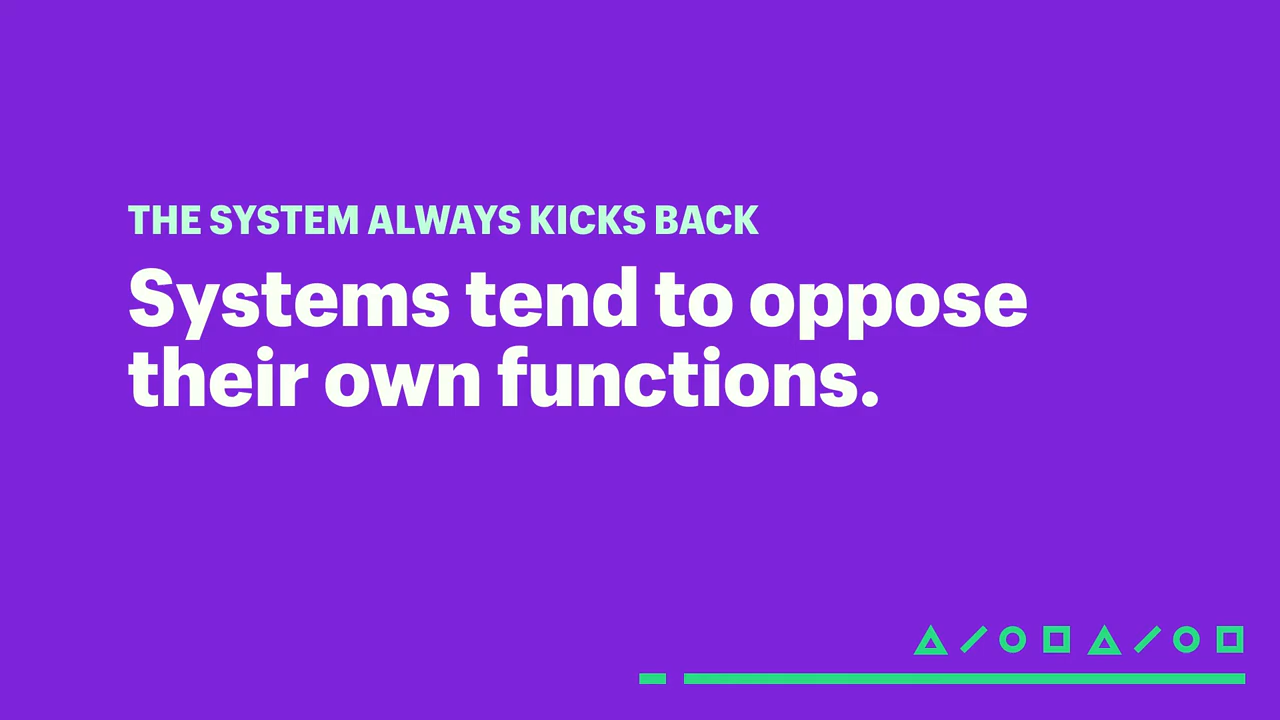 THE SYSTEM ALWAYS KICKS BACK
Systems tend to oppose
their own functions.